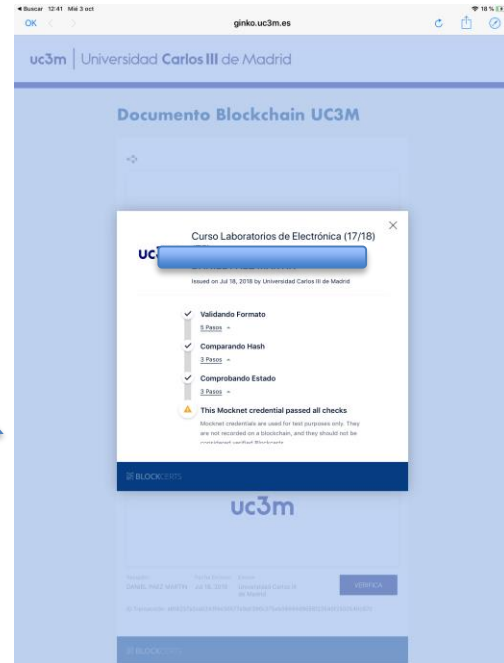 Buscar 12:41 Mié 3 oct
18 %
OK
ginko.uc3m.es
uc3m | Universidad Carlos III de Madrid
Documento Blockchain UC3M
Curso Laboratorios de Electrónica (17/18)
Issued on Jul 18, 2018 by Universidad Carlos III de Madrid
Validando Formato
5 Pasos
Comparando Hash
3 Pasos
Comprobando Estado
3 Pasos
This Mocknet credential passed all checks
Mocknet credentials are used for test purposes only. They
are not recorded on a blockchain, and they should not be
considered verified Blockcerts.
BLOCKCERTS
uc3m
DANIEL PAEZ MARTIN Jul 18, 2018 Universidad Carlos III
de Madrid
VERIFICA
BLOCKCERTS